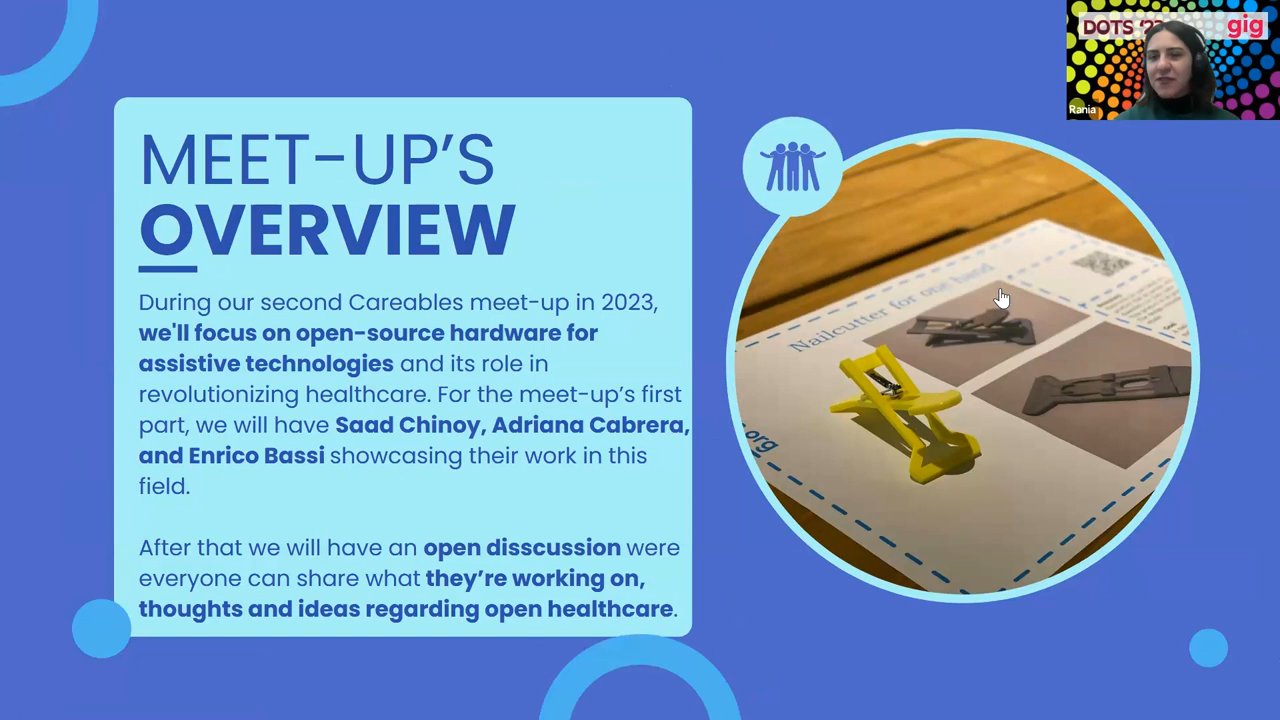 DOTS '23
gig
Rania
MEET-UP'S
OVERVIEW
During our second Careables meet-up in 2023,
we'll focus on open-source hardware for
assistive technologies and its role in
revolutionizing healthcare. For the meet-up's first
part, we will have Saad Chinoy, Adriana Cabrera,
and Enrico Bassi showcasing their work in this
field.
After that we will have an open disscussion were
everyone can share what they're working on,
thoughts and ideas regarding open healthcare.
Nailcutter for one hand
.org